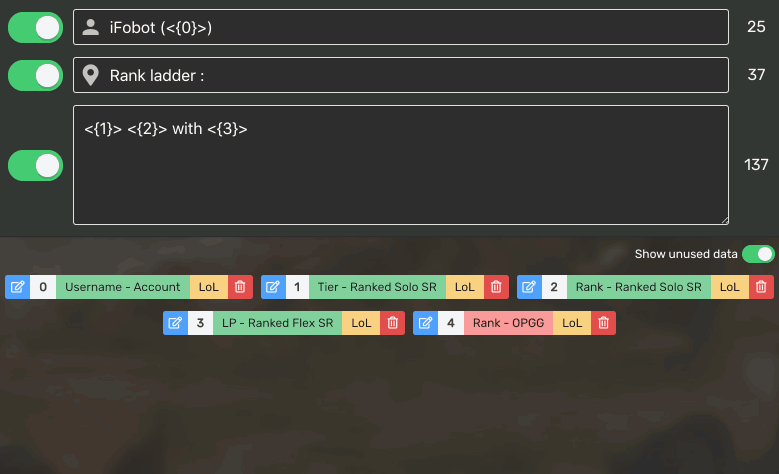 iFobot (<{0}>)
25
Rank ladder :
37
<{1}> <{2}> with <{3}>
137
Show unused data
0 Username - Account LoL
1 Tier - Ranked Solo SR LoL
2 Rank - Ranked Solo SR LoL
3 LP - Ranked Flex SR LoL
4 Rank - OPGG LoL